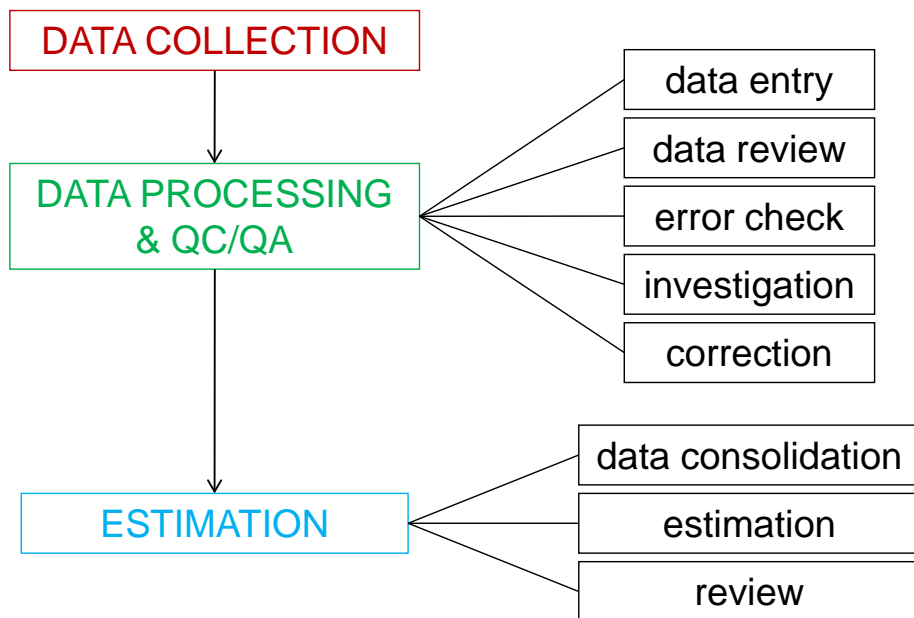 DATA COLLECTION
data entry
data review
DATA PROCESSING
& QC/QA
error check
investigation
correction
data consolidation
ESTIMATION
estimation
review